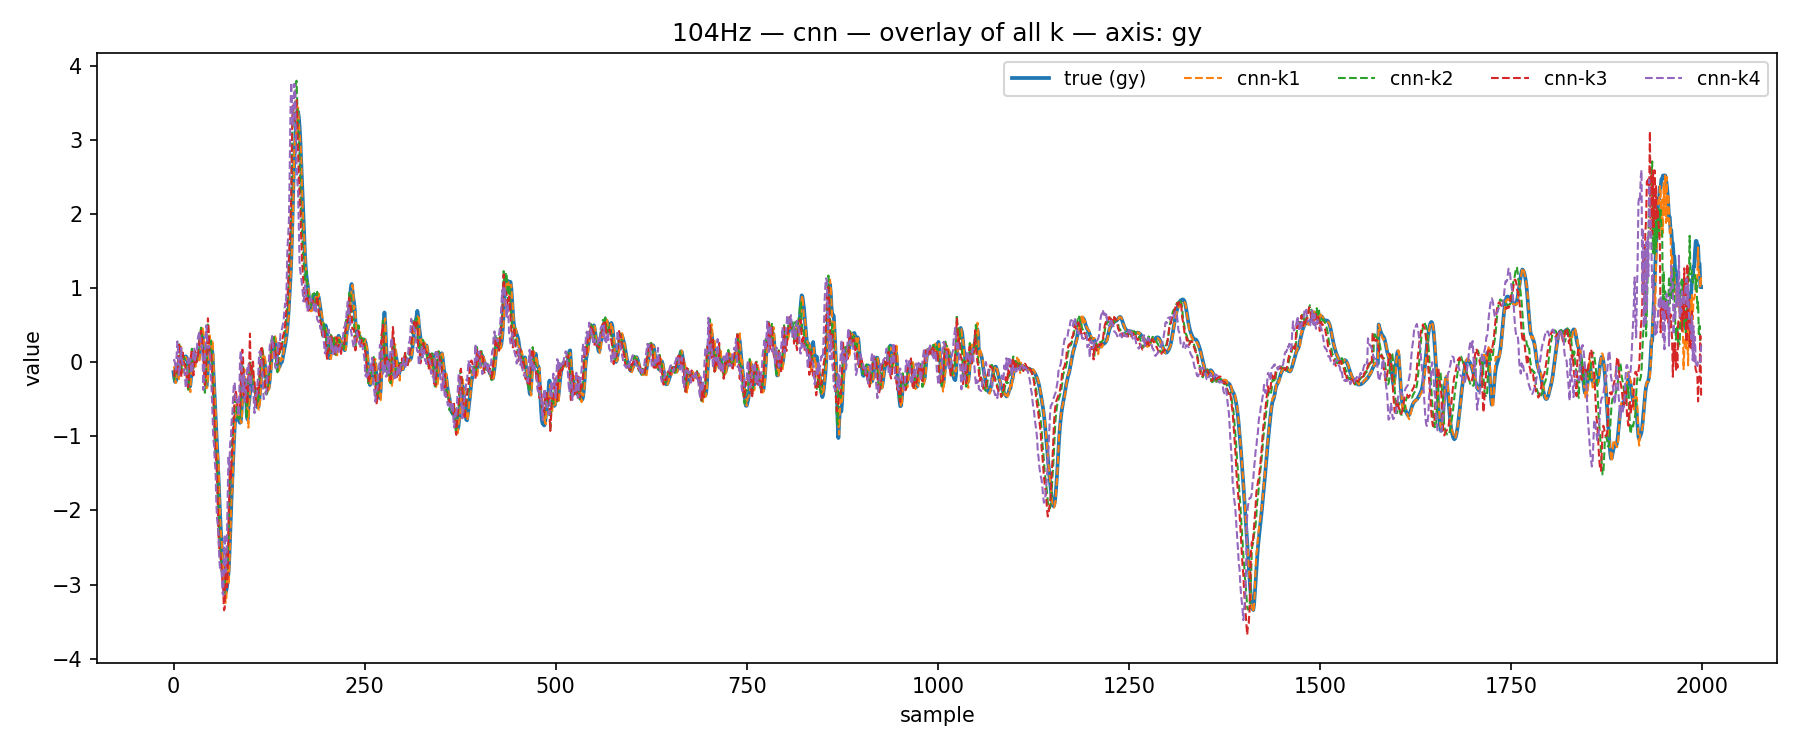 104Hz — cnn — overlay of all k — axis: gy
true (gy) cnn-k1 cnn-k2 cnn-k3 cnn-k4
4
3
2
1
0
−1
−2
−3
−4
value
0 250 500 750 1000 1250 1500 1750 2000
sample